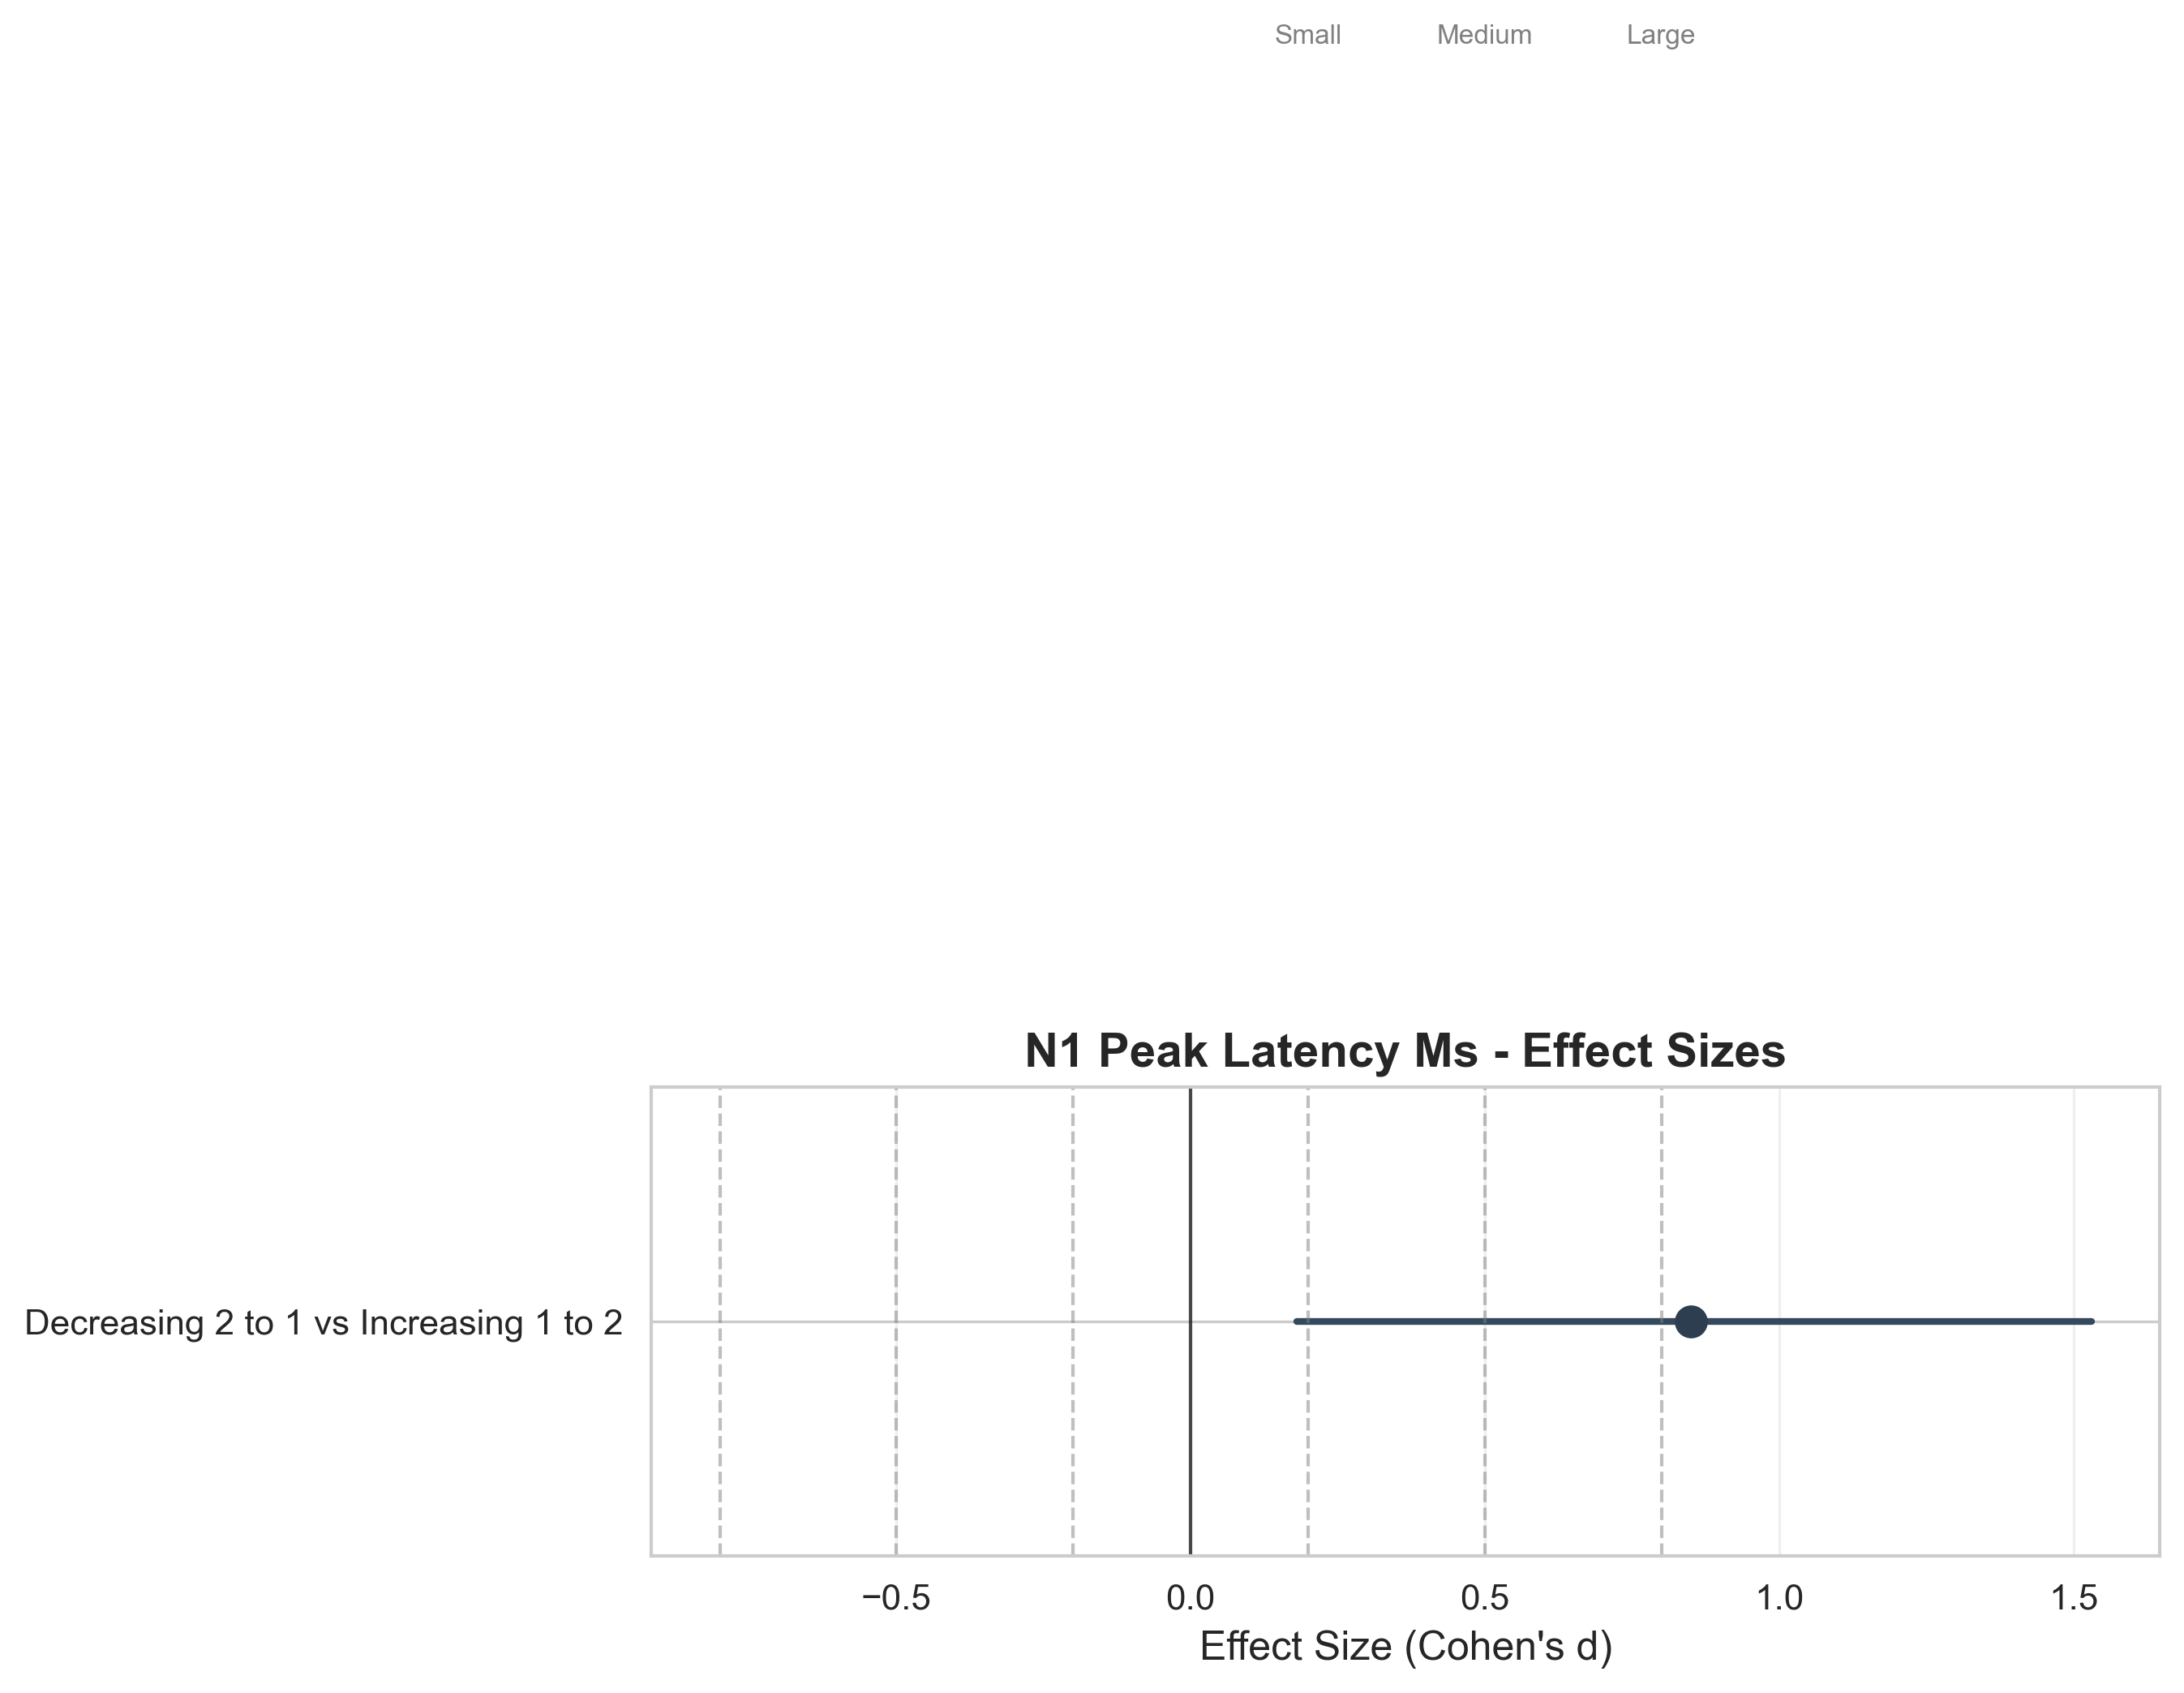 Small Medium Large
N1 Peak Latency Ms - Effect Sizes
Decreasing 2 to 1 vs Increasing 1 to 2
−0.5 0.0 0.5 1.0 1.5
Effect Size (Cohen's d)